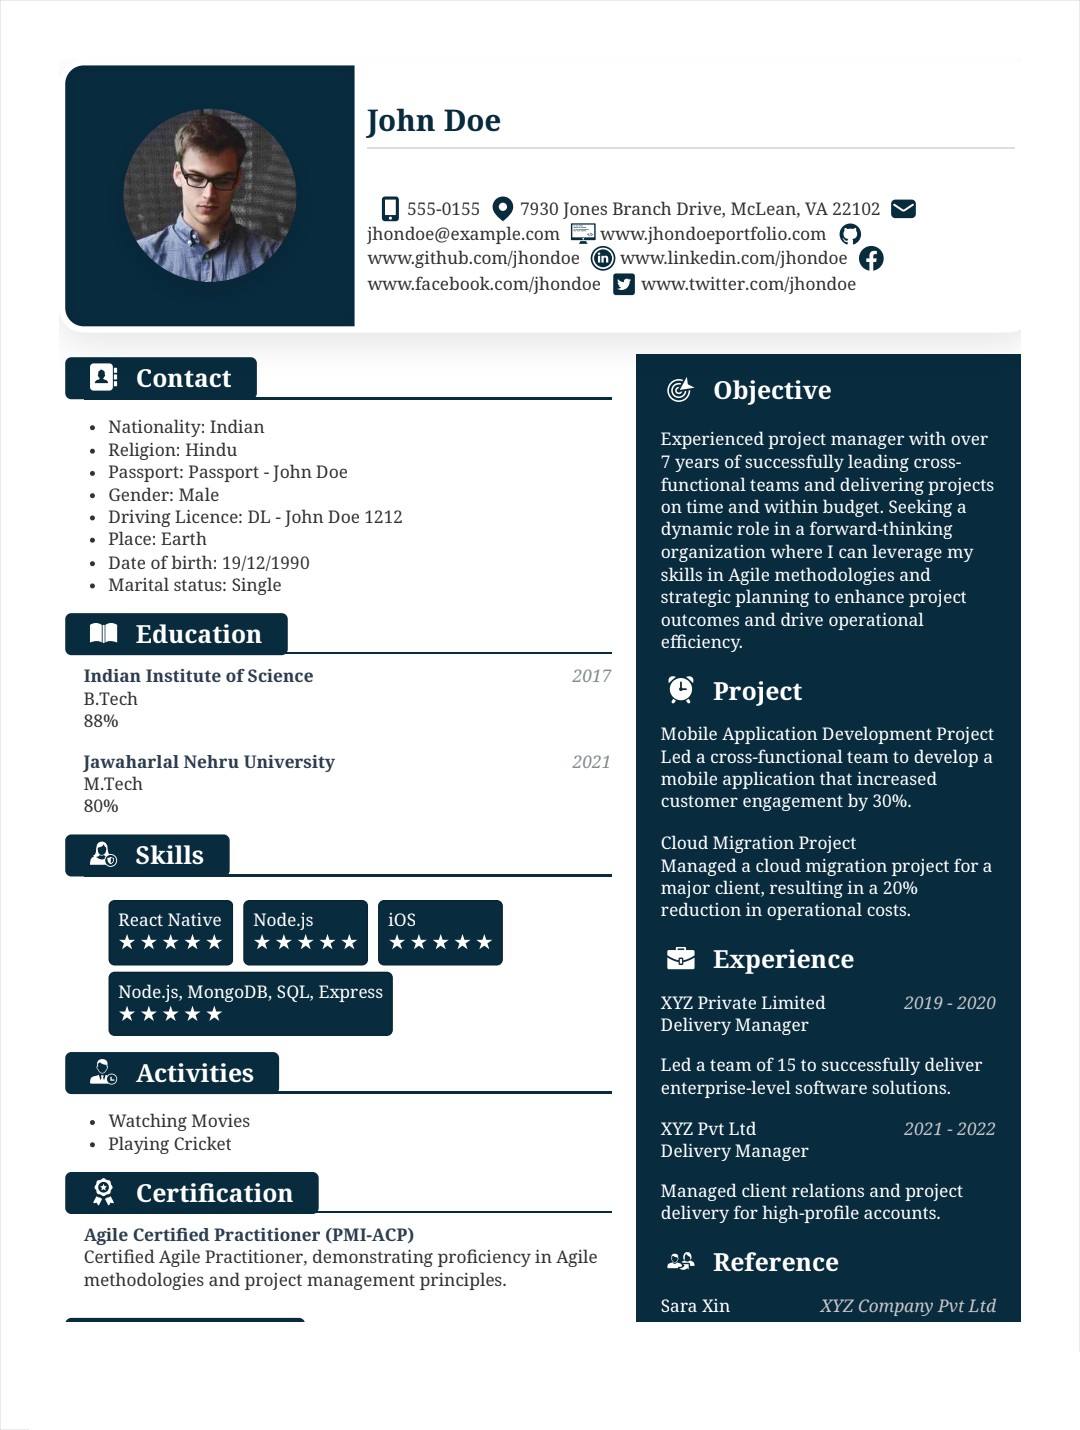 John Doe
555-0155 7930 Jones Branch Drive, McLean, VA 22102
jhondoe@example.com www.jhondoeportfolio.com
www.github.com/jhondoe www.linkedin.com/jhondoe
www.facebook.com/jhondoe www.twitter.com/jhondoe
Contact
Nationality: Indian
Religion: Hindu
Passport: Passport - John Doe
Gender: Male
Driving Licence: DL - John Doe 1212
Place: Earth
Date of birth: 19/12/1990
Marital status: Single
Education
Indian Institute of Science 2017
B.Tech
88%
Jawaharlal Nehru University 2021
M.Tech
80%
Skills
React Native Node.js iOS
★★★★★ ★★★★★ ★★★★★
Node.js, MongoDB, SQL, Express
★★★★★
Activities
Watching Movies
Playing Cricket
Certification
Agile Certified Practitioner (PMI-ACP)
Certified Agile Practitioner, demonstrating proficiency in Agile
methodologies and project management principles.
Objective
Experienced project manager with over
7 years of successfully leading cross-
functional teams and delivering projects
on time and within budget. Seeking a
dynamic role in a forward-thinking
organization where I can leverage my
skills in Agile methodologies and
strategic planning to enhance project
outcomes and drive operational
efficiency.
Project
Mobile Application Development Project
Led a cross-functional team to develop a
mobile application that increased
customer engagement by 30%.
Cloud Migration Project
Managed a cloud migration project for a
major client, resulting in a 20%
reduction in operational costs.
Experience
XYZ Private Limited 2019 - 2020
Delivery Manager
Led a team of 15 to successfully deliver
enterprise-level software solutions.
XYZ Pvt Ltd 2021 - 2022
Delivery Manager
Managed client relations and project
delivery for high-profile accounts.
Reference
Sara Xin XYZ Company Pvt Ltd